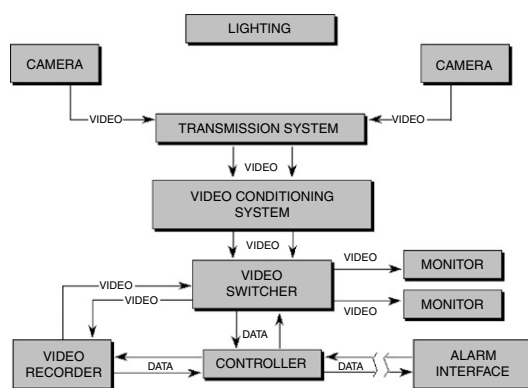 LIGHTING
CAMERA
CAMERA
VIDEO
VIDEO
TRANSMISSION SYSTEM
VIDEO
VIDEO CONDITIONING
SYSTEM
VIDEO
VIDEO
SWITCHER
VIDEO
MONITOR
VIDEO
MONITOR
VIDEO
VIDEO
DATA
VIDEO
RECORDER
DATA
CONTROLLER
DATA
ALARM
INTERFACE